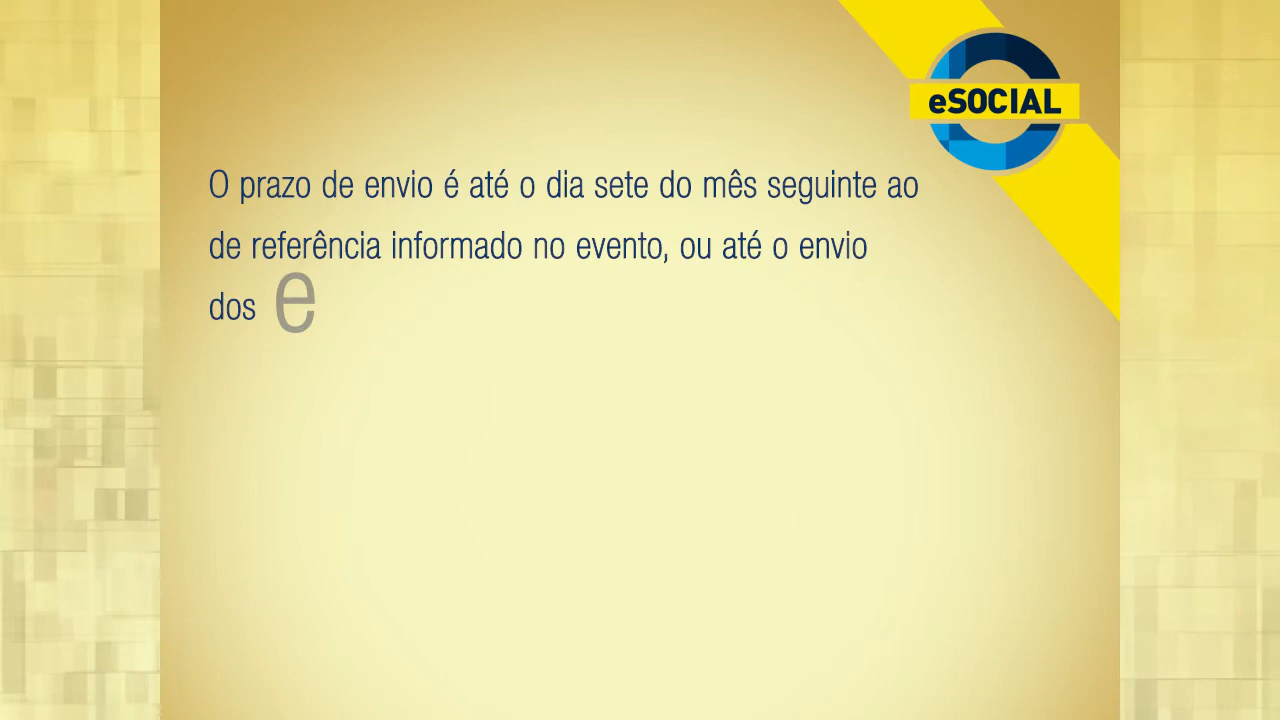 eSOCIAL
O prazo de envio é até o dia sete do mês seguinte ao
de referência informado no evento, ou até o envio
dos e